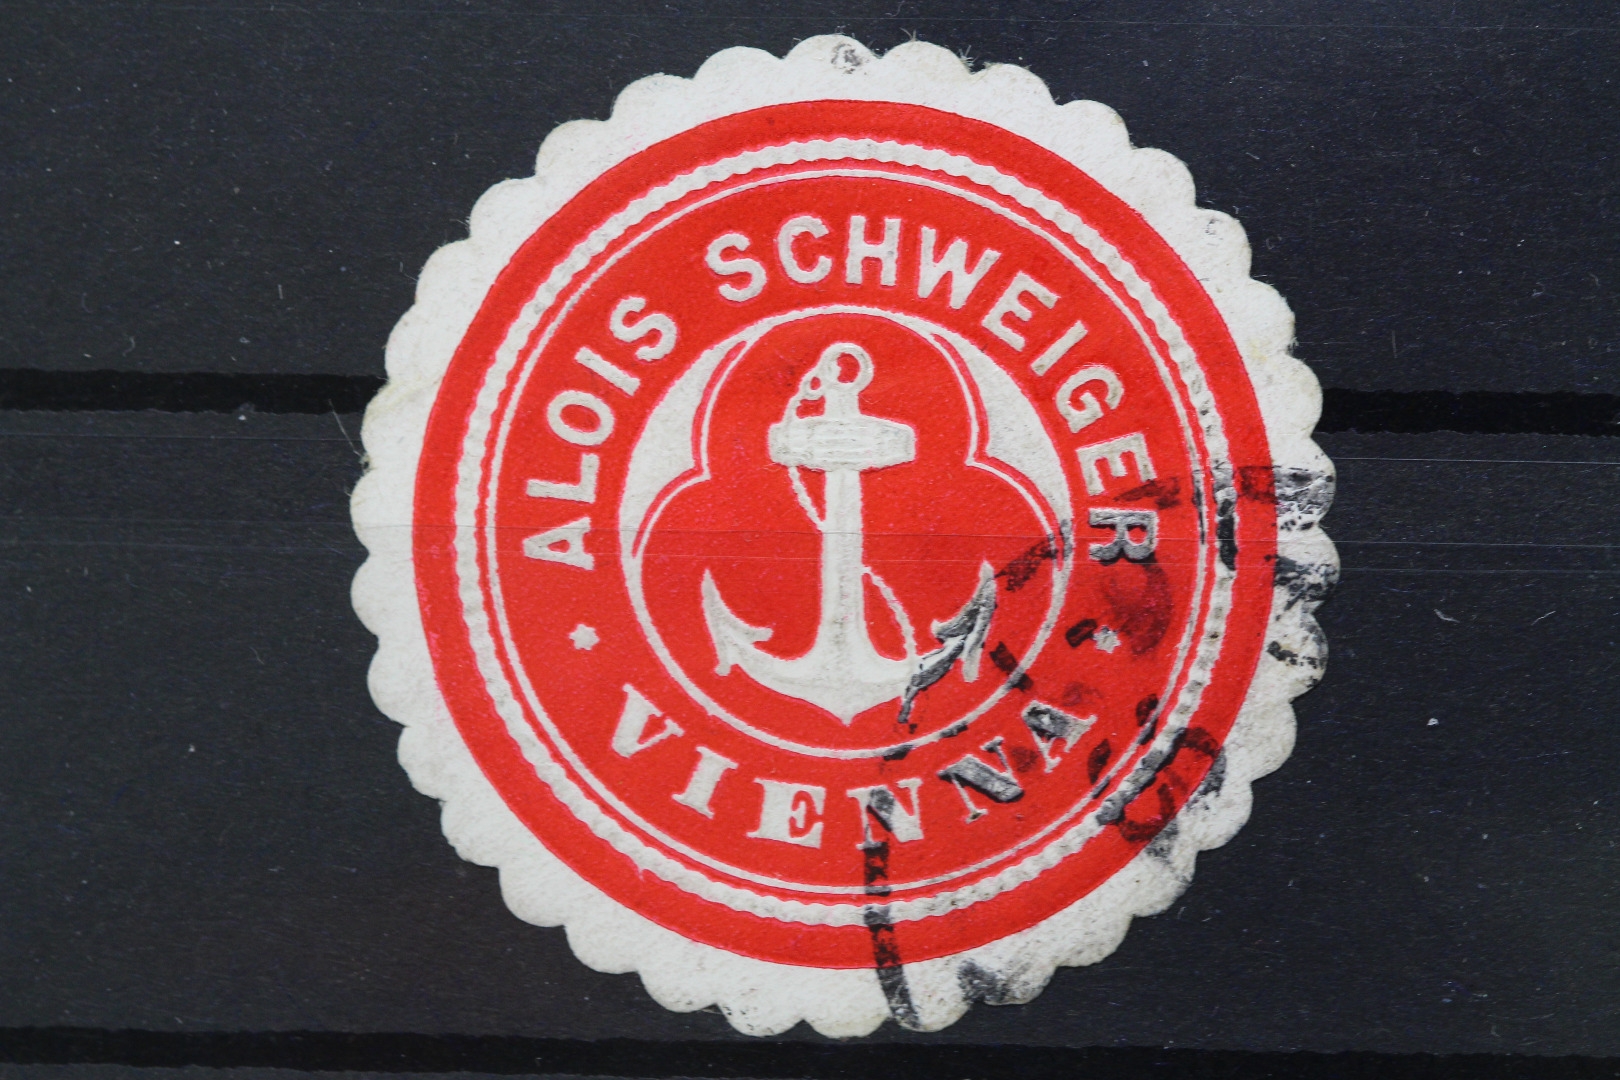 ALOIS SCHWEIGER
* VIENNA *